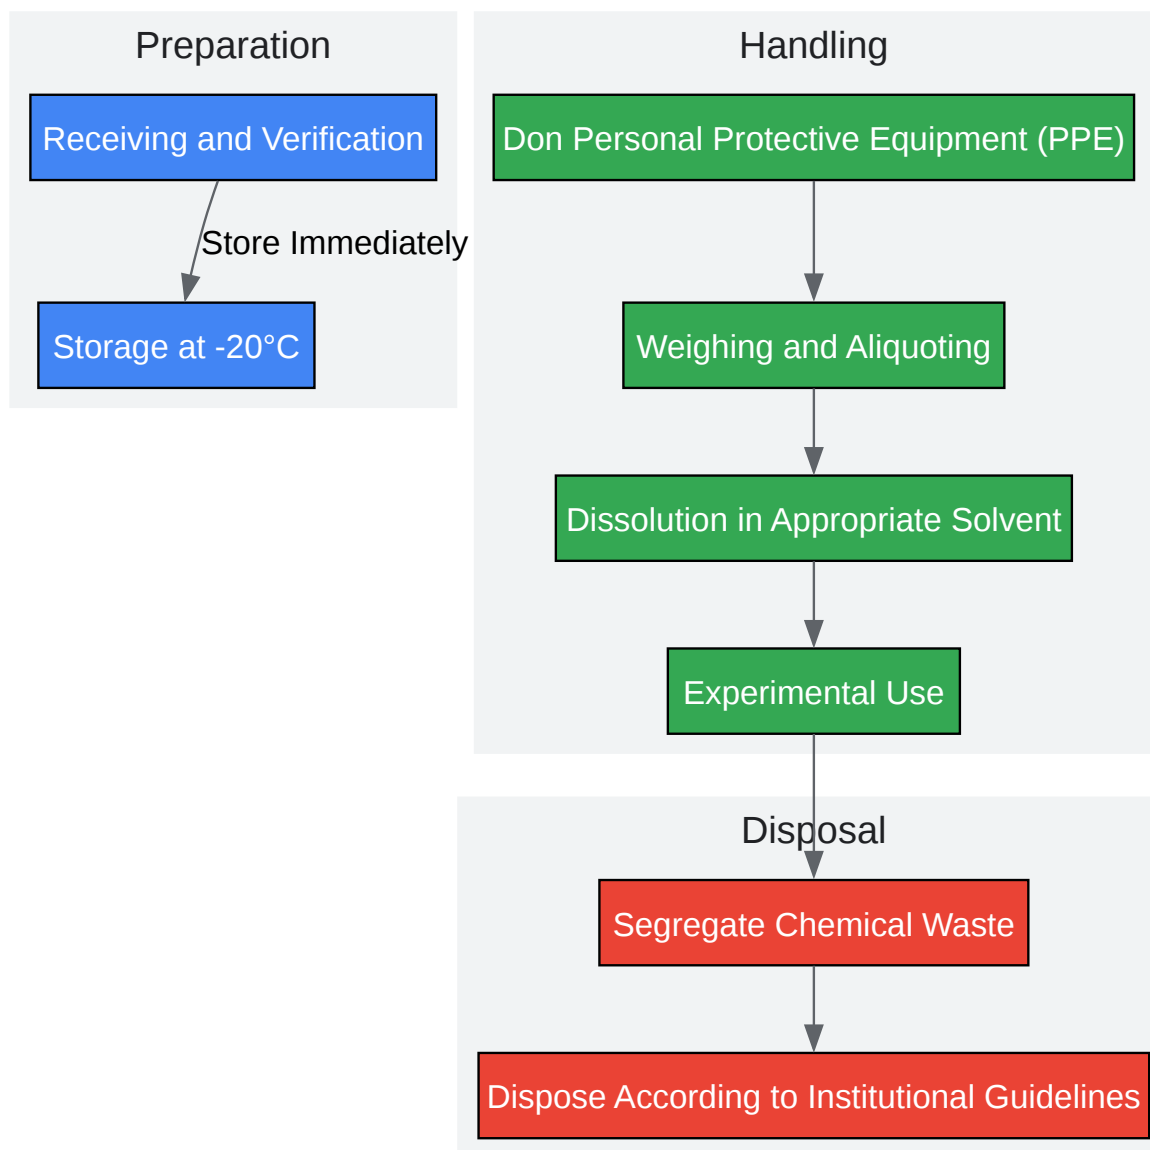 Preparation
Receiving and Verification
Store Immediately
Storage at -20°C
Handling
Don Personal Protective Equipment (PPE)
Weighing and Aliquoting
Dissolution in Appropriate Solvent
Experimental Use
Disposal
Segregate Chemical Waste
Dispose According to Institutional Guidelines